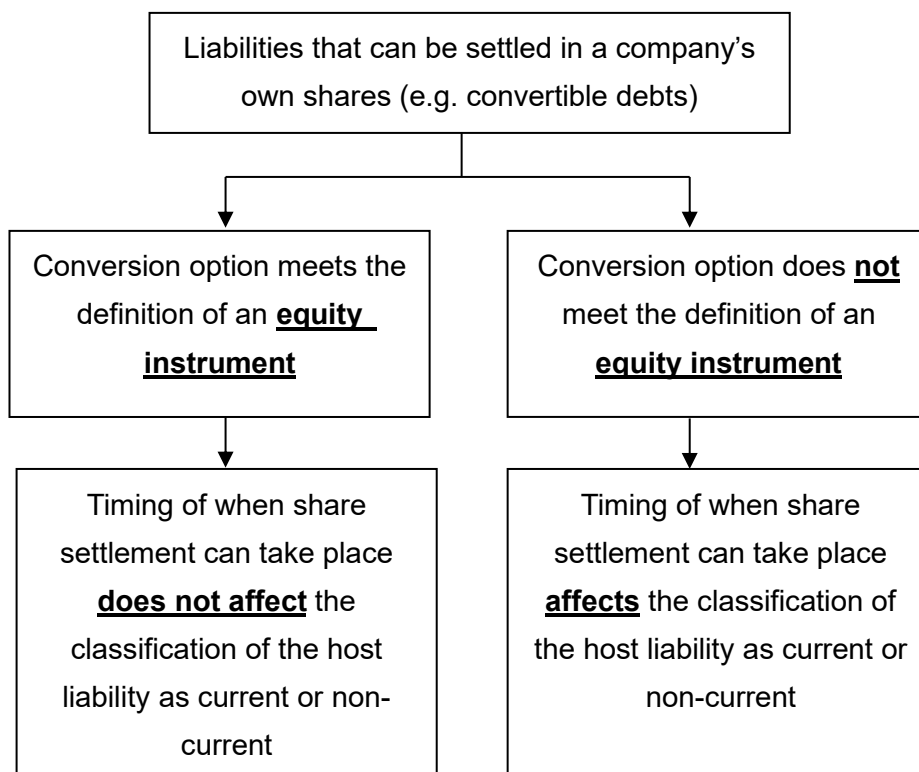 Liabilities that can be settled in a company’s
own shares (e.g. convertible debts)
Conversion option meets the
definition of an equity
instrument
Conversion option does not
meet the definition of an
equity instrument
Timing of when share
settlement can take place
does not affect the
classification of the host
liability as current or non-
current
Timing of when share
settlement can take place
affects the classification of
the host liability as current or
non-current